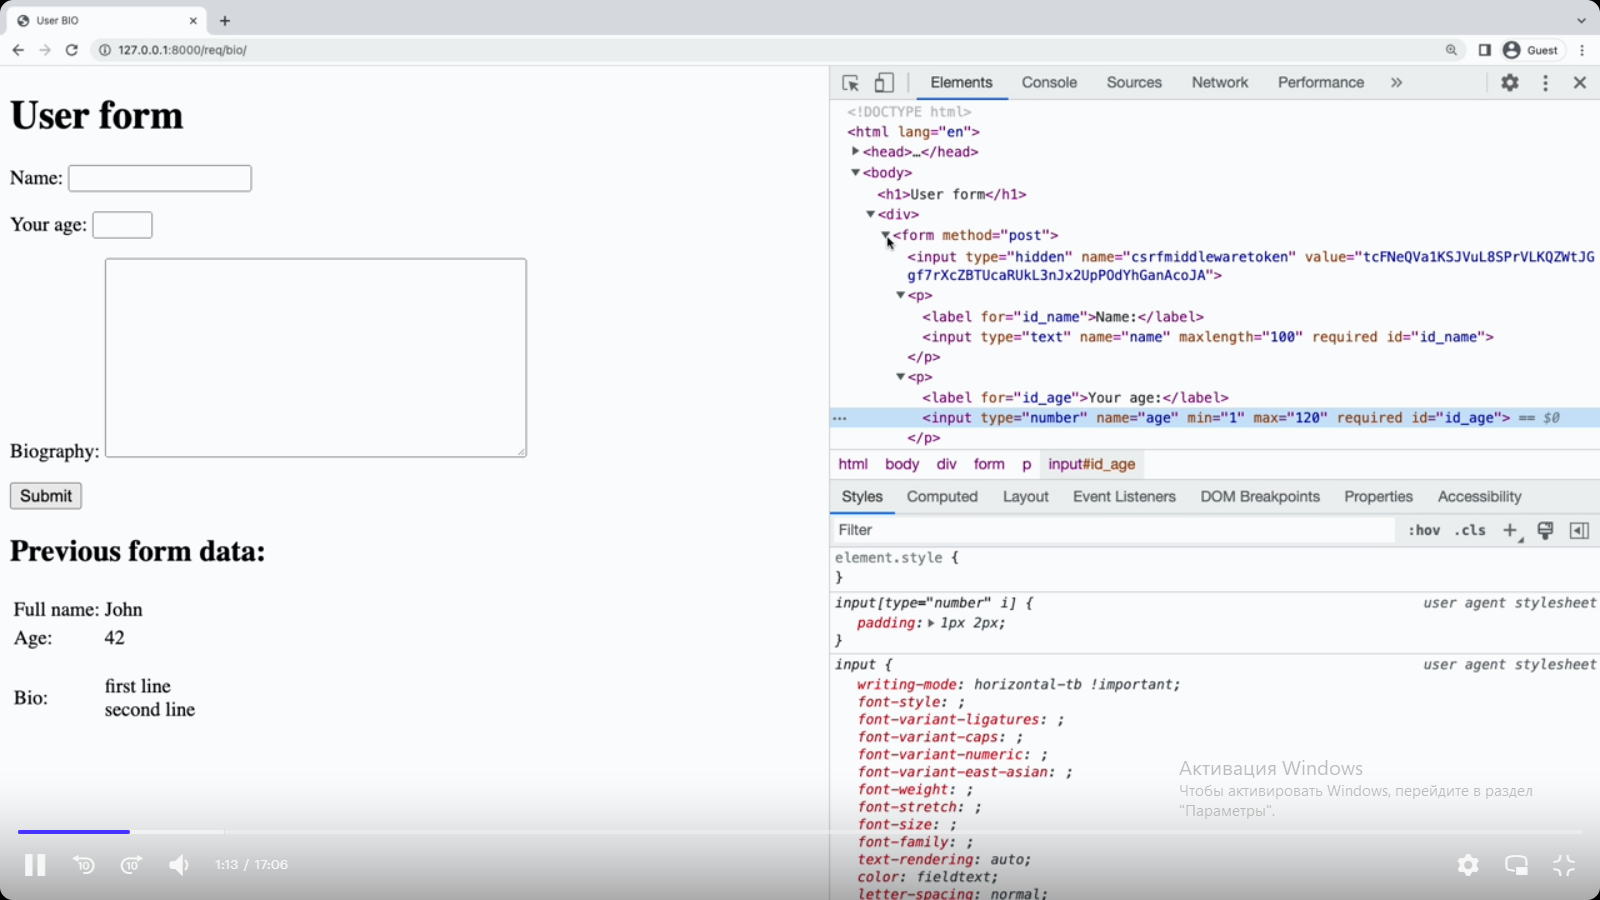 User BIO
127.0.0.1:8000/req/bio/
Guest
User form
Name:
Your age:
Biography:
Submit
Previous form data:
Full name: John
Age: 42
Bio: first line
second line
Elements Console Sources Network Performance »
<!DOCTYPE html>
<html lang="en">
<head>…</head>
<body>
<h1>User form</h1>
<div>
<form method="post">
<input type="hidden" name="csrfmiddlewaretoken" value="tcFNeQVa1KSJVuL8SPrVLKQZWtJG
gf7rXcZBTUcaRUkL3nJx2UpPOdYhGanAcoJA">
<p>
<label for="id_name">Name:</label>
<input type="text" name="name" maxlength="100" required id="id_name">
</p>
<p>
<label for="id_age">Your age:</label>
… <input type="number" name="age" min="1" max="120" required id="id_age"> == $0
</p>
html body div form p input#id_age
Styles Computed Layout Event Listeners DOM Breakpoints Properties Accessibility
Filter :hov .cls +
element.style {
}
input[type="number" i] { user agent stylesheet
padding: 1px 2px;
}
input { user agent stylesheet
writing-mode: horizontal-tb !important;
font-style: ;
font-variant-ligatures: ;
font-variant-caps: ;
font-variant-numeric: ;
font-variant-east-asian: ;
font-weight: ;
font-stretch: ;
font-size: ;
font-family: ;
text-rendering: auto;
color: fieldtext;
letter-spacing: normal;
Активация Windows
Чтобы активировать Windows, перейдите в раздел
"Параметры".
10 10 1:13 / 17:06